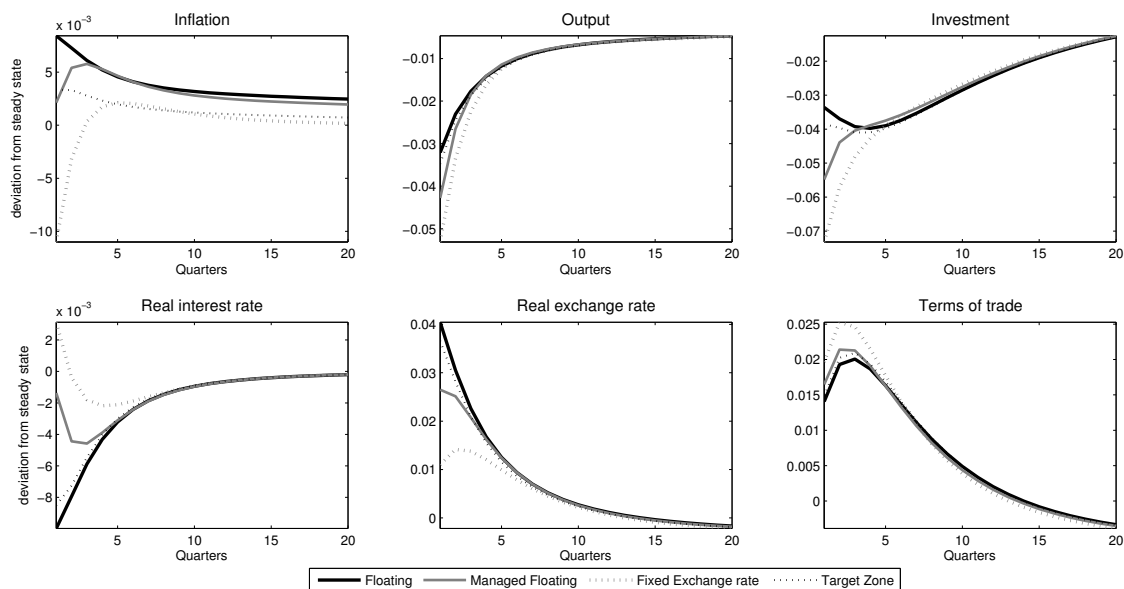 Inflation Output Investment
x 10⁻³
deviation from steady state
5
0
−5
−10
5 10 15 20
Quarters
−0.01
−0.02
−0.03
−0.04
−0.05
5 10 15 20
Quarters
−0.02
−0.03
−0.04
−0.05
−0.06
−0.07
5 10 15 20
Quarters
Real interest rate Real exchange rate Terms of trade
x 10⁻³
deviation from steady state
2
0
−2
−4
−6
−8
5 10 15 20
Quarters
0.04
0.03
0.02
0.01
0
5 10 15 20
Quarters
0.025
0.02
0.015
0.01
0.005
0
5 10 15 20
Quarters
Floating Managed Floating Fixed Exchange rate Target Zone